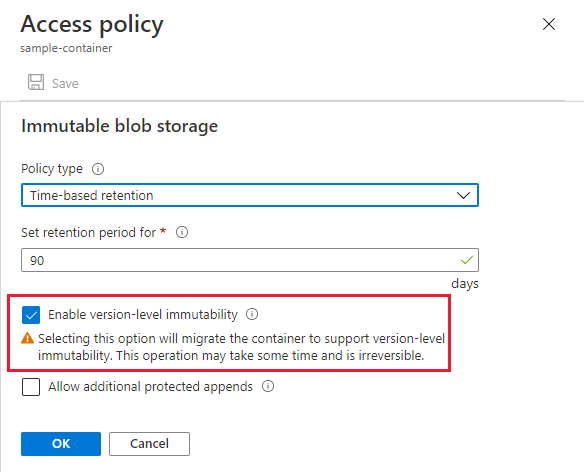 Access policy
sample-container
Save
Immutable blob storage
Policy type
Time-based retention
Set retention period for *
90
days
Enable version-level immutability
Selecting this option will migrate the container to support version-level
immutability. This operation may take some time and is irreversible.
Allow additional protected appends
OK Cancel